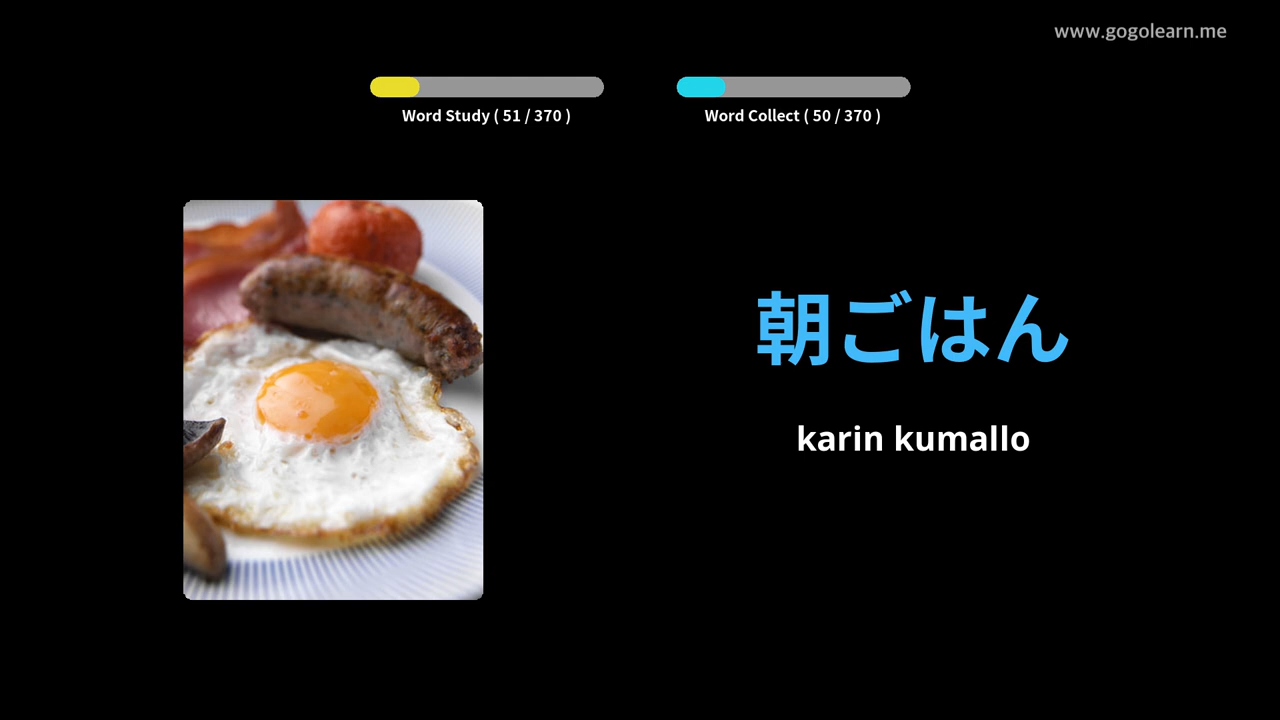 www.gogolearn.me
Word Study ( 51 / 370 )
Word Collect ( 50 / 370 )
朝ごはん
karin kumallo